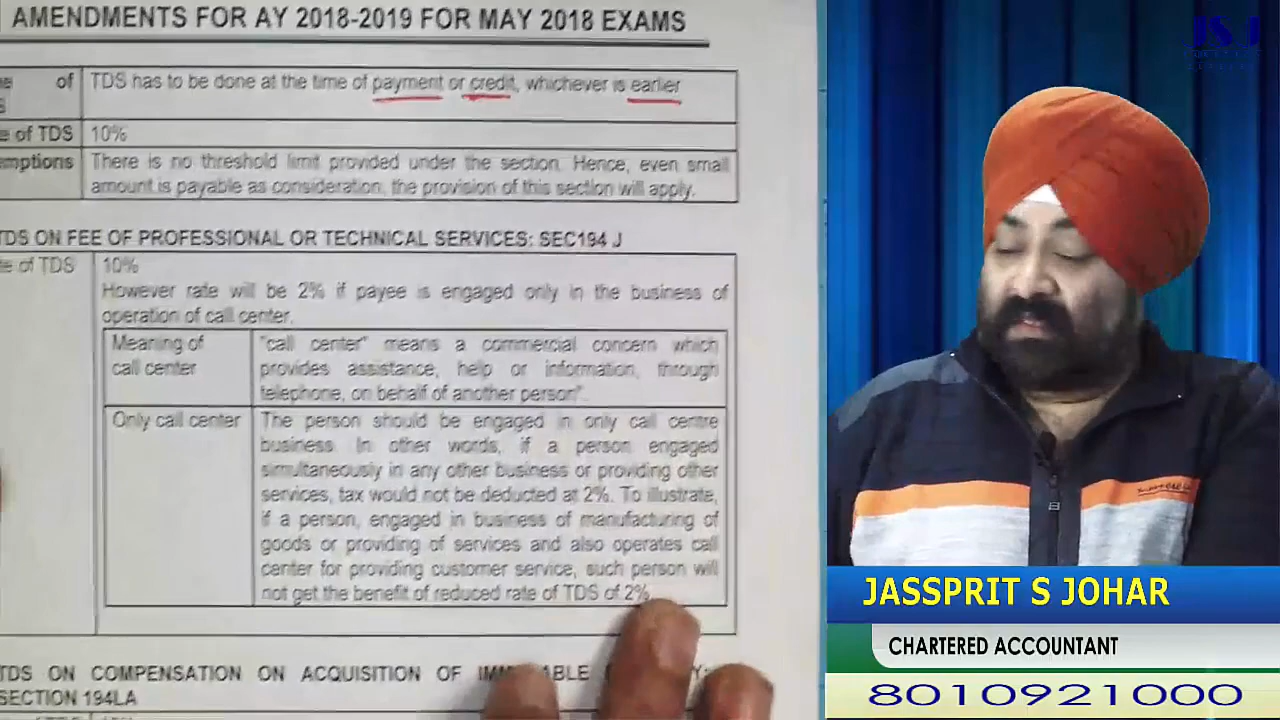 AMENDMENTS FOR AY 2018-2019 FOR MAY 2018 EXAMS
of
TDS has to be done at the time of payment or credit, whichever is earlier
e of TDS
10%
emptions
There is no threshold limit provided under the section. Hence, even small
amount is payable as consideration, the provision of this section will apply.
TDS ON FEE OF PROFESSIONAL OR TECHNICAL SERVICES: SEC194 J
te of TDS
10%
However rate will be 2% if payee is engaged only in the business of
operation of call center.
Meaning of
call center
"call center" means a commercial concern which
provides assistance, help or information, through
telephone, on behalf of another person".
Only call center
The person should be engaged in only call centre
business. In other words, if a person engaged
simultaneously in any other business or providing other
services, tax would not be deducted at 2%. To illustrate,
if a person, engaged in business of manufacturing of
goods or providing of services and also operates call
center for providing customer service, such person will
not get the benefit of reduced rate of TDS of 2%.
TDS ON COMPENSATION ON ACQUISITION OF
SECTION 194LA
JSJ
JASSPRIT S JOHAR
CHARTERED ACCOUNTANT
8010921000